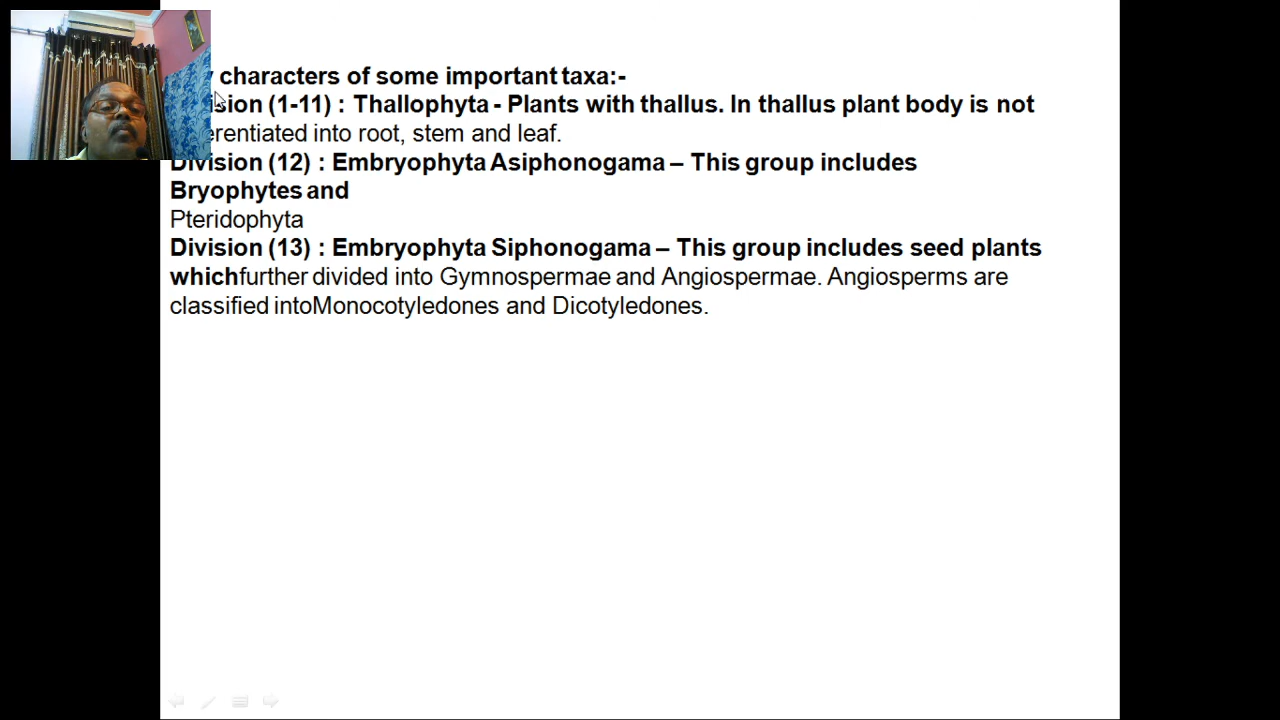 characters of some important taxa:-
(1-11) : Thallophyta - Plants with thallus. In thallus plant body is not
into root, stem and leaf.
Division (12) : Embryophyta Asiphonogama – This group includes
Bryophytes and
Pteridophyta
Division (13) : Embryophyta Siphonogama – This group includes seed plants
whichfurther divided into Gymnospermae and Angiospermae. Angiosperms are
classified intoMonocotyledones and Dicotyledones.